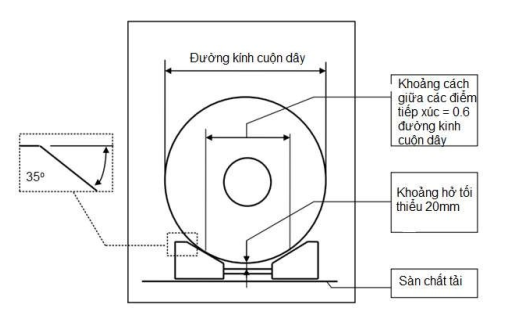 Đường kính cuộn dây
Khoảng cách
giữa các điểm
tiếp xúc = 0.6
đường kinh
cuộn dây
35º
Khoảng hở tối
thiểu 20mm
Sàn chất tải